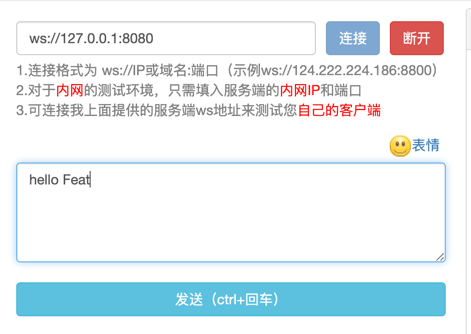 ws://127.0.0.1:8080
连接
断开
1.连接格式为 ws://IP或域名:端口（示例ws://124.222.224.186:8800）
2.对于内网的测试环境，只需填入服务端的内网IP和端口
3.可连接我上面提供的服务端ws地址来测试您自己的客户端
表情
hello Feat
发送（ctrl+回车）